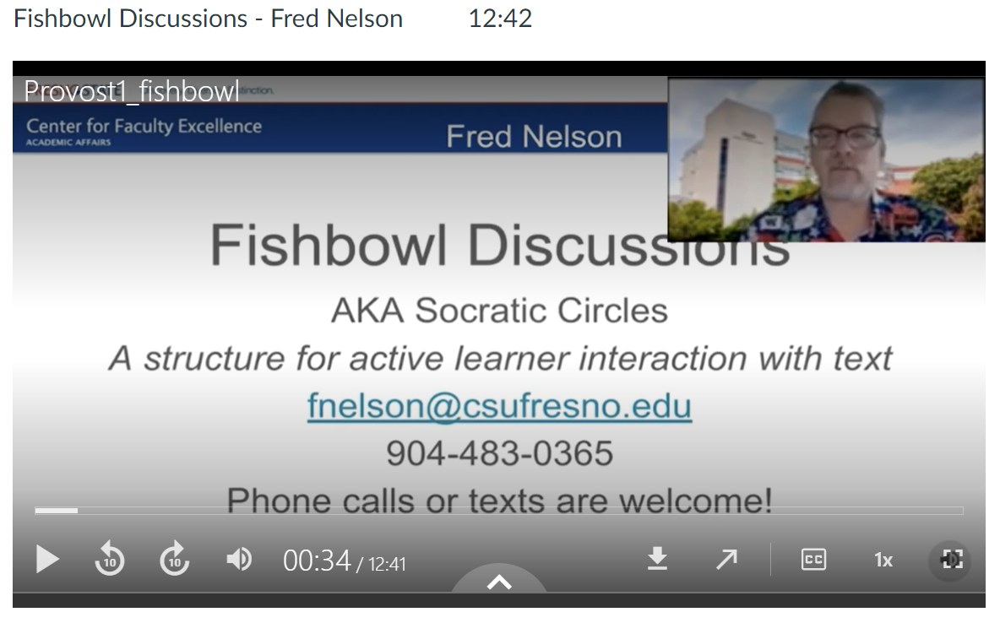 Fishbowl Discussions - Fred Nelson 12:42
Provost1_fishbowl
Center for Faculty Excellence
ACADEMIC AFFAIRS
Fred Nelson
Fishbowl Discussions
AKA Socratic Circles
A structure for active learner interaction with text
fnelson@csufresno.edu
904-483-0365
Phone calls or texts are welcome!
10 10 00:34 / 12:41 CC 1x